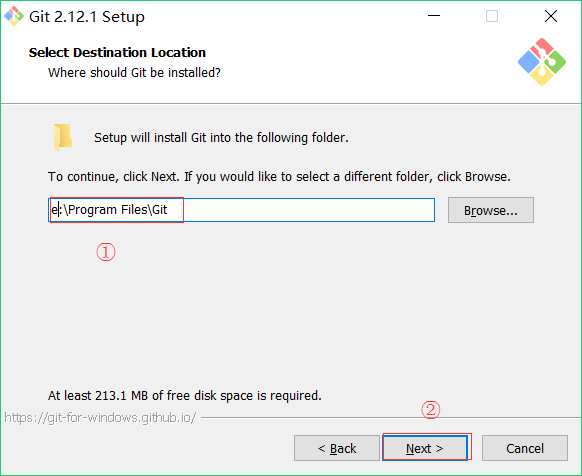 Git 2.12.1 Setup
Select Destination Location
Where should Git be installed?
Setup will install Git into the following folder.
To continue, click Next. If you would like to select a different folder, click Browse.
e:\Program Files\Git
Browse...
①
At least 213.1 MB of free disk space is required.
②
https://git-for-windows.github.io/
< Back
Next >
Cancel